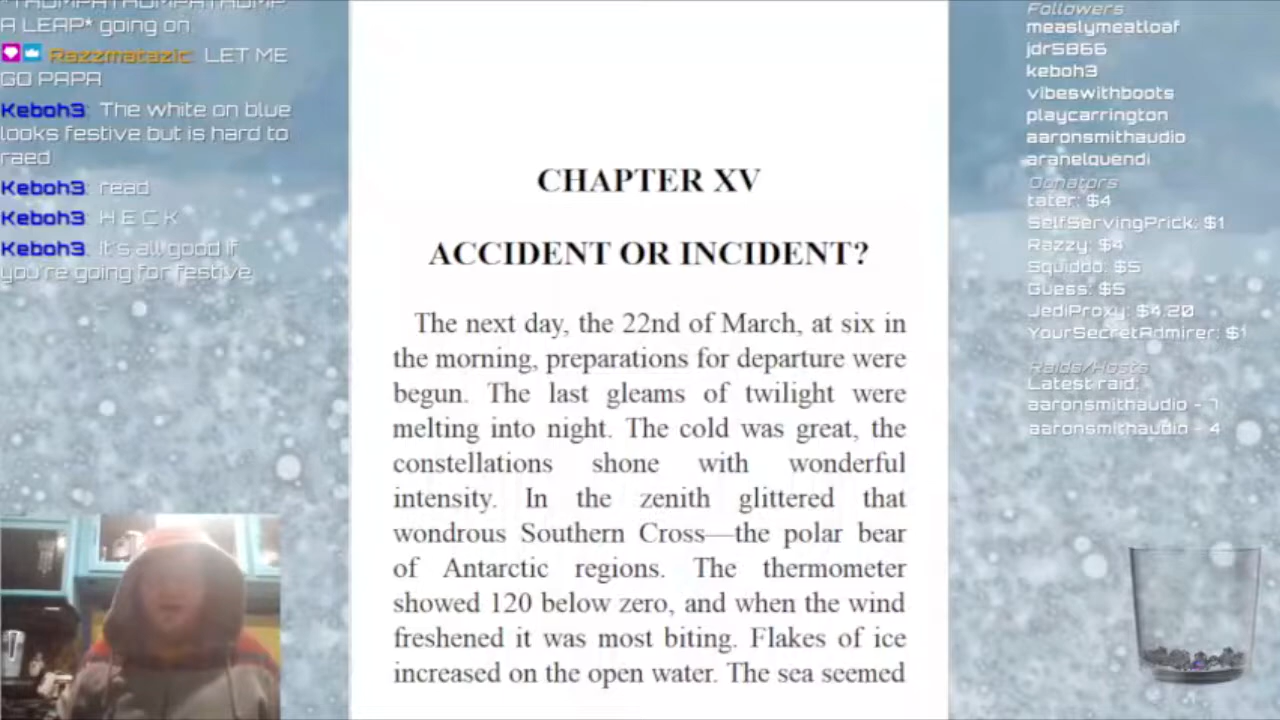 A LEAP* going on
Razzmatazic: LET ME
GO PAPA
Keboh3: The white on blue
looks festive but is hard to
raed
Keboh3: read
Keboh3: H E C K
Keboh3: It's all good if
you're going for festive
CHAPTER XV
ACCIDENT OR INCIDENT?
The next day, the 22nd of March, at six in
the morning, preparations for departure were
begun. The last gleams of twilight were
melting into night. The cold was great, the
constellations shone with wonderful
intensity. In the zenith glittered that
wondrous Southern Cross—the polar bear
of Antarctic regions. The thermometer
showed 120 below zero, and when the wind
freshened it was most biting. Flakes of ice
increased on the open water. The sea seemed
Followers
measlymeatloaf
jdr5866
keboh3
vibeswithboots
playcarrington
aaronsmithaudio
aranelquendi
Donators
tater: $4
SelfServingPrick: $1
Razzy: $4
Squiddo: $5
Guess: $5
JediProxy: $4.20
YourSecretAdmirer: $1
Raids/Hosts
Latest raid:
aaronsmithaudio - 7
aaronsmithaudio - 4